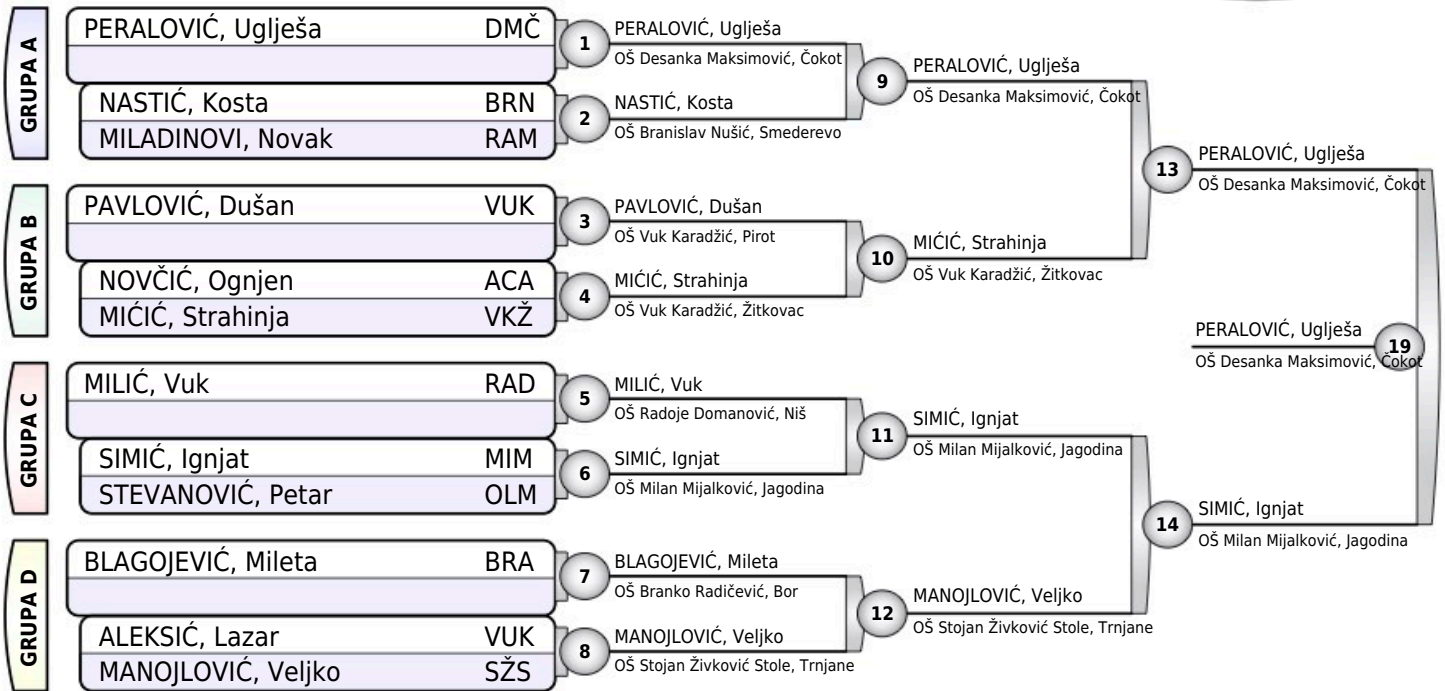 GRUPA A
PERALOVIĆ, Uglješa DMČ
NASTIĆ, Kosta BRN
MILADINOVI, Novak RAM
1
PERALOVIĆ, Uglješa
OŠ Desanka Maksimović, Čokot
2
NASTIĆ, Kosta
OŠ Branislav Nušić, Smederevo
9
PERALOVIĆ, Uglješa
OŠ Desanka Maksimović, Čokot
GRUPA B
PAVLOVIĆ, Dušan VUK
NOVČIĆ, Ognjen ACA
MIĆIĆ, Strahinja VKŽ
3
PAVLOVIĆ, Dušan
OŠ Vuk Karadžić, Pirot
4
MIĆIĆ, Strahinja
OŠ Vuk Karadžić, Žitkovac
10
MIĆIĆ, Strahinja
OŠ Vuk Karadžić, Žitkovac
13
PERALOVIĆ, Uglješa
OŠ Desanka Maksimović, Čokot
GRUPA C
MILIĆ, Vuk RAD
SIMIĆ, Ignjat MIM
STEVANOVIĆ, Petar OLM
5
MILIĆ, Vuk
OŠ Radoje Domanović, Niš
6
SIMIĆ, Ignjat
OŠ Milan Mijalković, Jagodina
11
SIMIĆ, Ignjat
OŠ Milan Mijalković, Jagodina
GRUPA D
BLAGOJEVIĆ, Mileta BRA
ALEKSIĆ, Lazar VUK
MANOJLOVIĆ, Veljko SŽS
7
BLAGOJEVIĆ, Mileta
OŠ Branko Radičević, Bor
8
MANOJLOVIĆ, Veljko
OŠ Stojan Živković Stole, Trnjane
12
MANOJLOVIĆ, Veljko
OŠ Stojan Živković Stole, Trnjane
14
SIMIĆ, Ignjat
OŠ Milan Mijalković, Jagodina
PERALOVIĆ, Uglješa
19
OŠ Desanka Maksimović, Čokot